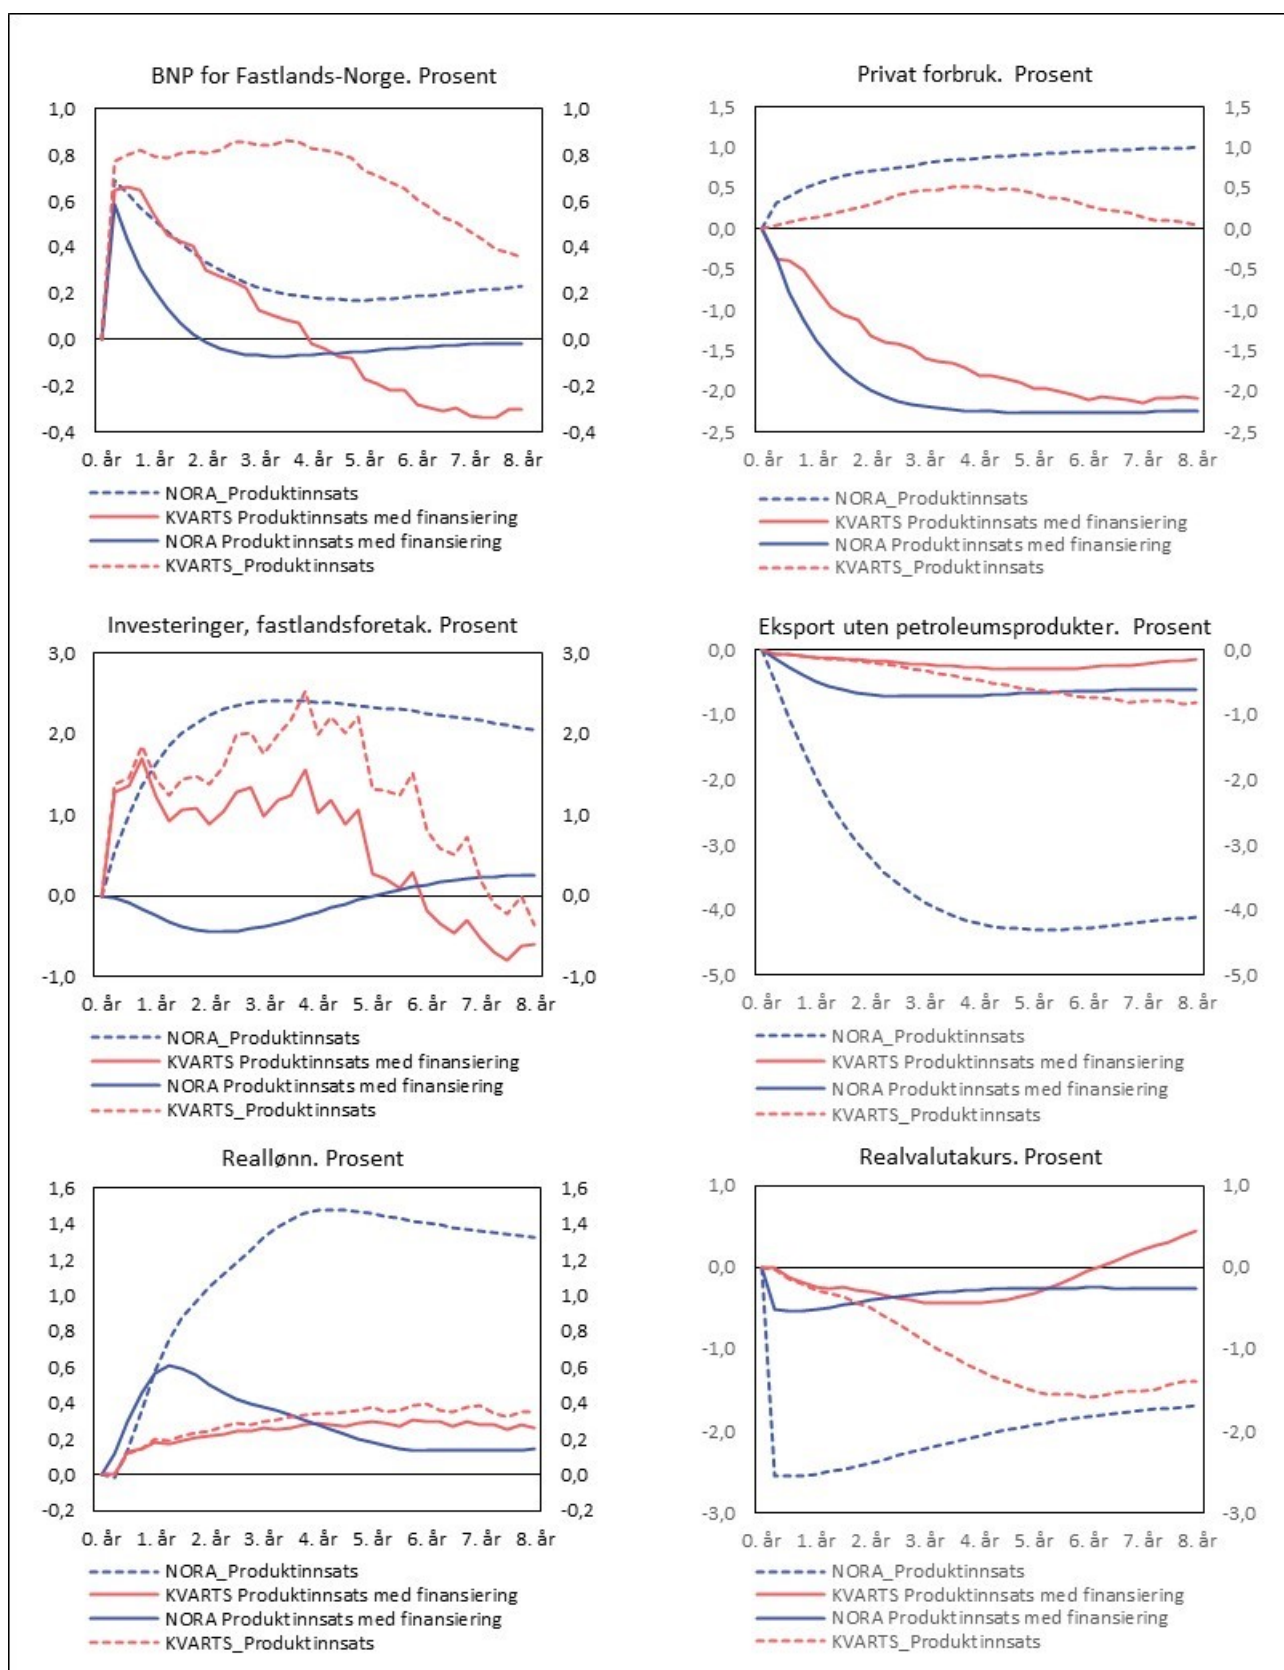 BNP for Fastlands-Norge. Prosent
1,0 1,0
0,8 0,8
0,6 0,6
0,4 0,4
0,2 0,2
0,0 0,0
-0,2 -0,2
-0,4 -0,4
0. år 1. år 2. år 3. år 4. år 5. år 6. år 7. år 8. år
NORA_Produktinnsats
KVARTS Produktinnsats med finansiering
NORA Produktinnsats med finansiering
KVARTS_Produktinnsats
Privat forbruk. Prosent
1,5 1,5
1,0 1,0
0,5 0,5
0,0 0,0
-0,5 -0,5
-1,0 -1,0
-1,5 -1,5
-2,0 -2,0
-2,5 -2,5
0. år 1. år 2. år 3. år 4. år 5. år 6. år 7. år 8. år
NORA_Produktinnsats
KVARTS Produktinnsats med finansiering
NORA Produktinnsats med finansiering
KVARTS_Produktinnsats
Investeringer, fastlandsforetak. Prosent
3,0 3,0
2,0 2,0
1,0 1,0
0,0 0,0
-1,0 -1,0
0. år 1. år 2. år 3. år 4. år 5. år 6. år 7. år 8. år
NORA_Produktinnsats
KVARTS Produktinnsats med finansiering
NORA Produktinnsats med finansiering
KVARTS_Produktinnsats
Eksport uten petroleumsprodukter. Prosent
0,0 0,0
-1,0 -1,0
-2,0 -2,0
-3,0 -3,0
-4,0 -4,0
-5,0 -5,0
0. år 1. år 2. år 3. år 4. år 5. år 6. år 7. år 8. år
NORA_Produktinnsats
KVARTS Produktinnsats med finansiering
NORA Produktinnsats med finansiering
KVARTS_Produktinnsats
Reallønn. Prosent
1,6 1,6
1,4 1,4
1,2 1,2
1,0 1,0
0,8 0,8
0,6 0,6
0,4 0,4
0,2 0,2
0,0 0,0
-0,2 -0,2
0. år 1. år 2. år 3. år 4. år 5. år 6. år 7. år 8. år
NORA_Produktinnsats
KVARTS Produktinnsats med finansiering
NORA Produktinnsats med finansiering
KVARTS_Produktinnsats
Realvalutakurs. Prosent
1,0 1,0
0,0 0,0
-1,0 -1,0
-2,0 -2,0
-3,0 -3,0
0. år 1. år 2. år 3. år 4. år 5. år 6. år 7. år 8. år
NORA_Produktinnsats
KVARTS Produktinnsats med finansiering
NORA Produktinnsats med finansiering
KVARTS_Produktinnsats